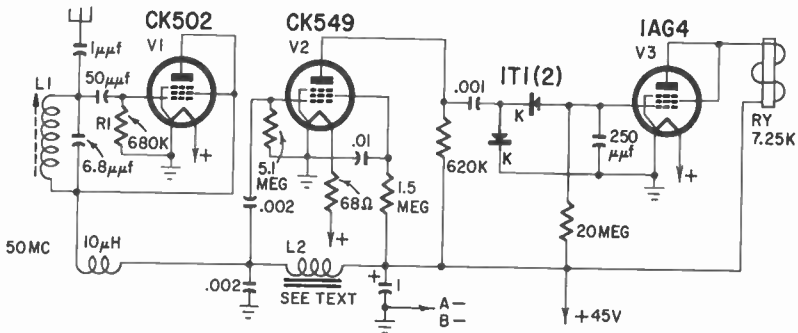 CK502
V1
CK549
V2
1AG4
V3
1T1(2)
1μμf
50μμf
L1
R1
680K
6.8μμf
+
5.1
MEG
.01
68Ω
+
1.5
MEG
.002
.001
620K
K
K
250
μμf
+
RY
7.25K
20MEG
50MC
10μH
.002
L2
SEE TEXT
+
1
A−
B−
+45V